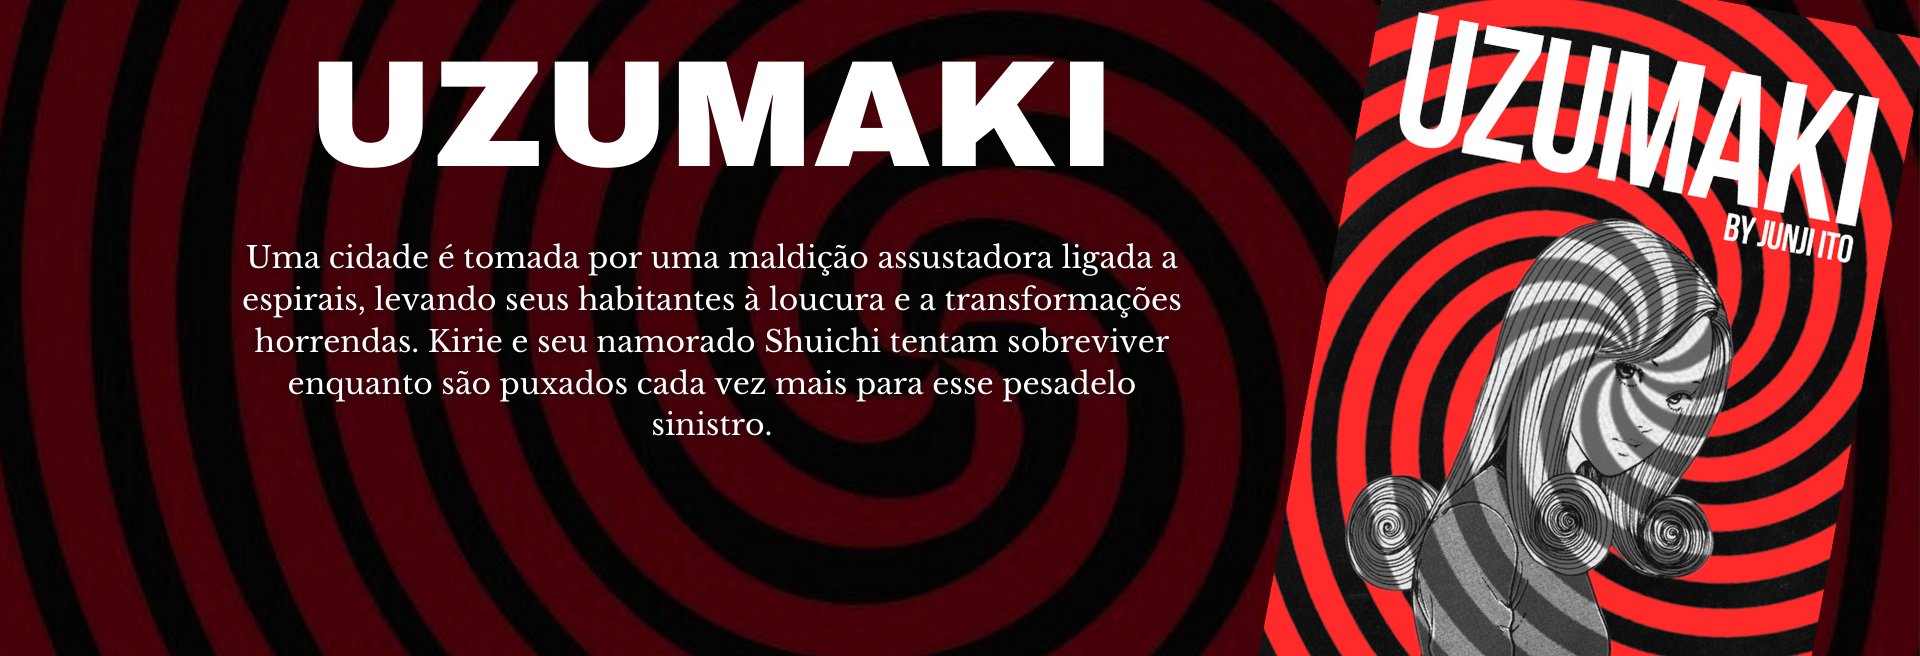 UZUMAKI
Uma cidade é tomada por uma maldição assustadora ligada a
espirais, levando seus habitantes à loucura e a transformações
horrendas. Kirie e seu namorado Shuichi tentam sobreviver
enquanto são puxados cada vez mais para esse pesadelo
sinistro.
UZUMAKI
BY JUNJI ITO